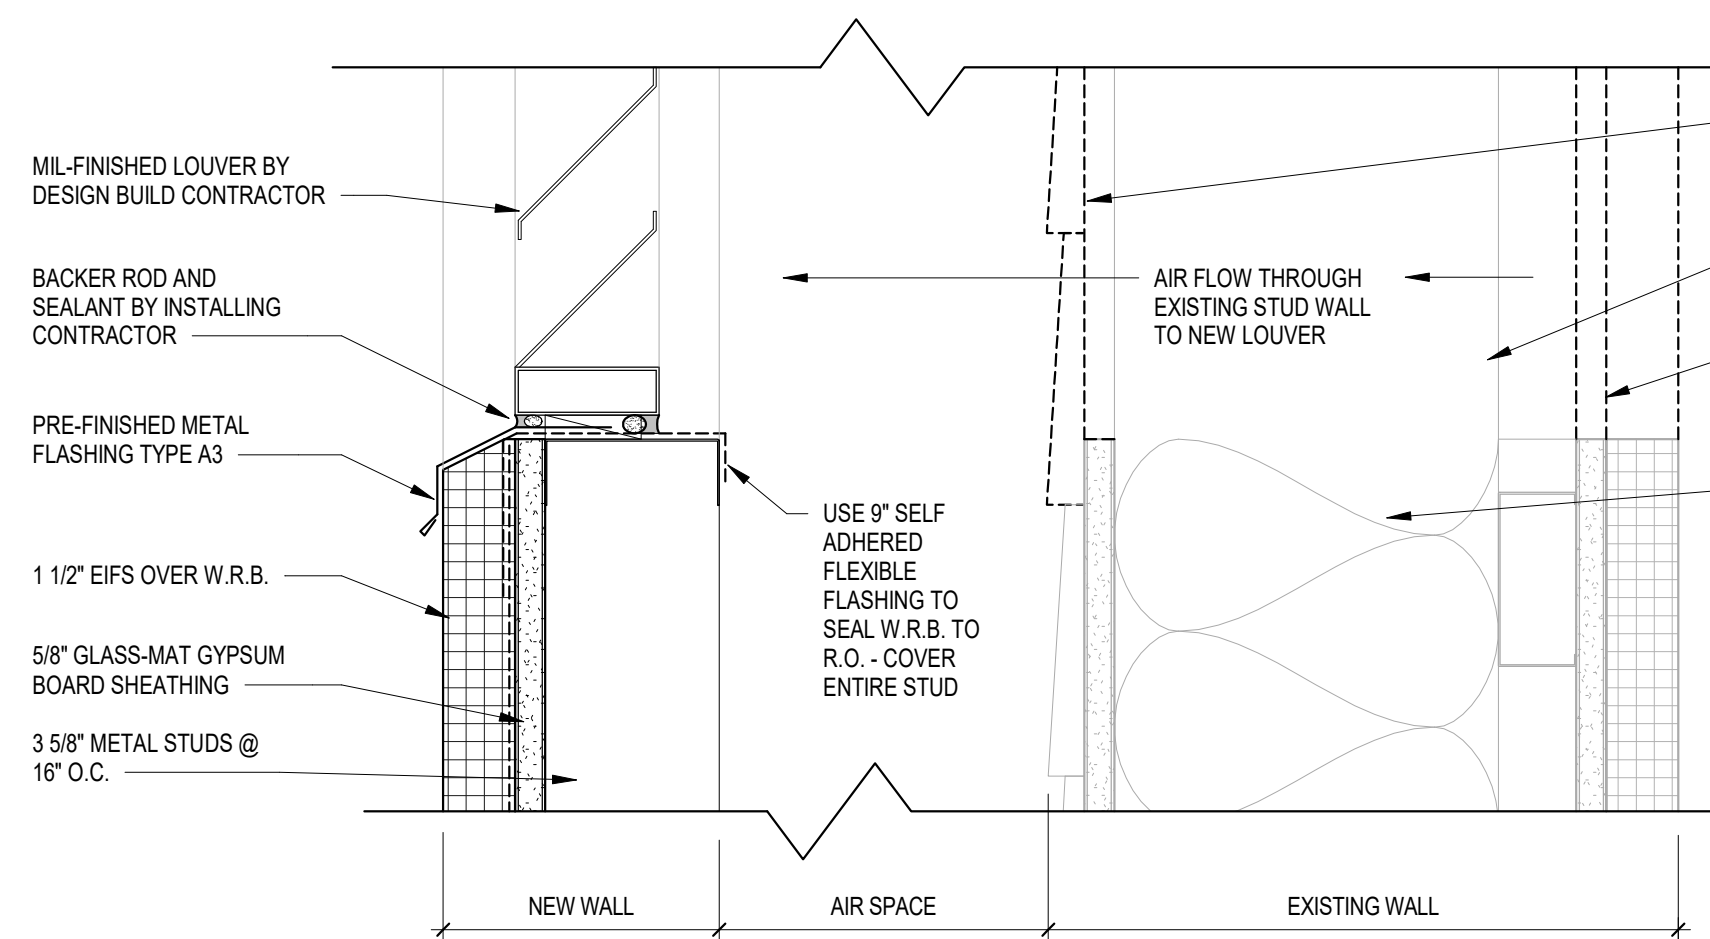 MIL-FINISHED LOUVER BY
DESIGN BUILD CONTRACTOR
BACKER ROD AND
SEALANT BY INSTALLING
CONTRACTOR
PRE-FINISHED METAL
FLASHING TYPE A3
1 1/2" EIFS OVER W.R.B.
5/8" GLASS-MAT GYPSUM
BOARD SHEATHING
3 5/8" METAL STUDS @
16" O.C.
USE 9" SELF
ADHERED
FLEXIBLE
FLASHING TO
SEAL W.R.B. TO
R.O. - COVER
ENTIRE STUD
AIR FLOW THROUGH
EXISTING STUD WALL
TO NEW LOUVER
NEW WALL
AIR SPACE
EXISTING WALL